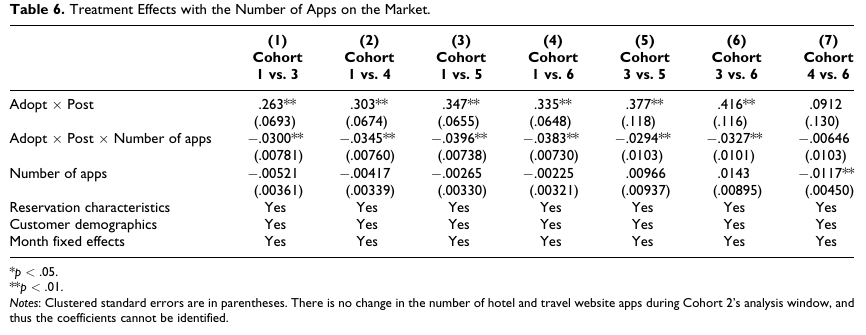 Table 6. Treatment Effects with the Number of Apps on the Market.
(1) (2) (3) (4) (5) (6) (7)
Cohort Cohort Cohort Cohort Cohort Cohort Cohort
1 vs. 3 1 vs. 4 1 vs. 5 1 vs. 6 3 vs. 5 3 vs. 6 4 vs. 6
Adopt × Post .263** .303** .347** .335** .377** .416** .0912
(.0693) (.0674) (.0655) (.0648) (.118) (.116) (.130)
Adopt × Post × Number of apps −.0300** −.0345** −.0396** −.0383** −.0294** −.0327** −.00646
(.00781) (.00760) (.00738) (.00730) (.0103) (.0101) (.0103)
Number of apps −.00521 −.00417 −.00265 −.00225 .00966 .0143 −.0117**
(.00361) (.00339) (.00330) (.00321) (.00937) (.00895) (.00450)
Reservation characteristics Yes Yes Yes Yes Yes Yes Yes
Customer demographics Yes Yes Yes Yes Yes Yes Yes
Month fixed effects Yes Yes Yes Yes Yes Yes Yes
*p < .05.
**p < .01.
Notes: Clustered standard errors are in parentheses. There is no change in the number of hotel and travel website apps during Cohort 2's analysis window, and
thus the coefficients cannot be identified.